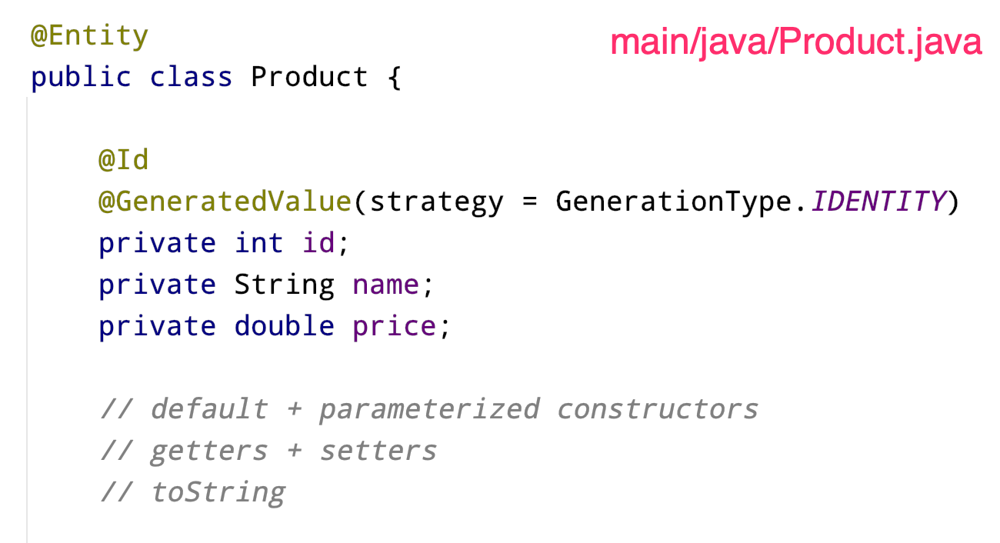 @Entity
main/java/Product.java
public class Product {
@Id
@GeneratedValue(strategy = GenerationType.IDENTITY)
private int id;
private String name;
private double price;
// default + parameterized constructors
// getters + setters
// toString